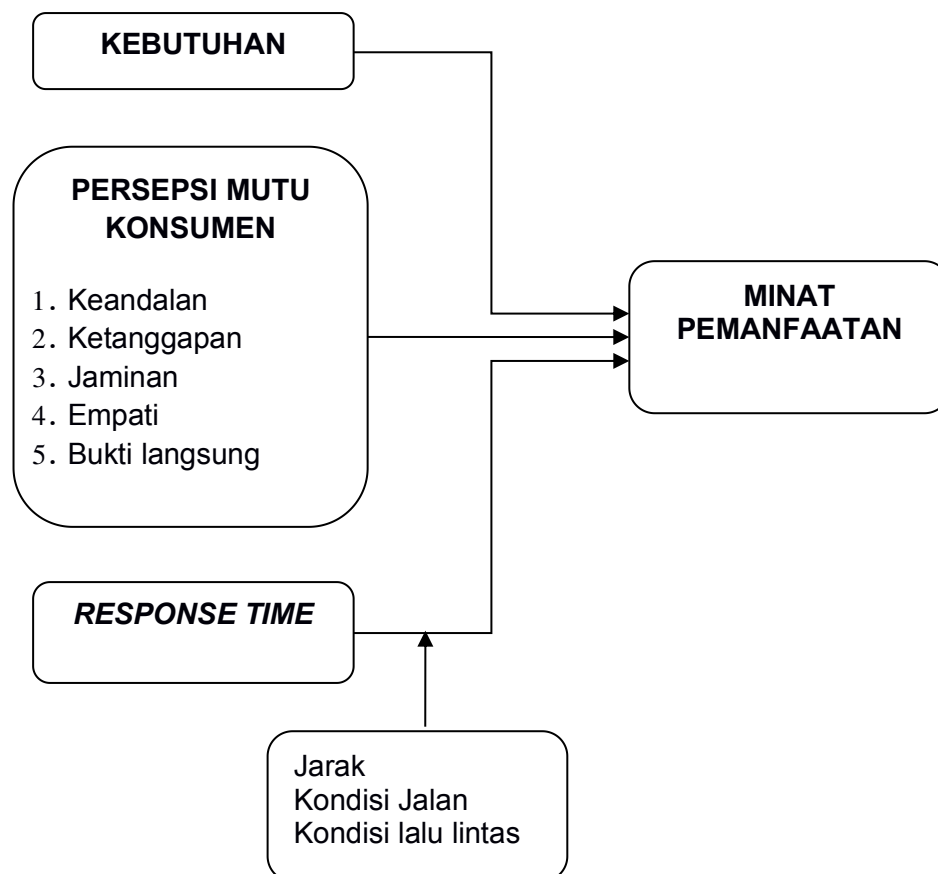 KEBUTUHAN
PERSEPSI MUTU
KONSUMEN
1. Keandalan
2. Ketanggapan
3. Jaminan
4. Empati
5. Bukti langsung
MINAT
PEMANFAATAN
RESPONSE TIME
Jarak
Kondisi Jalan
Kondisi lalu lintas